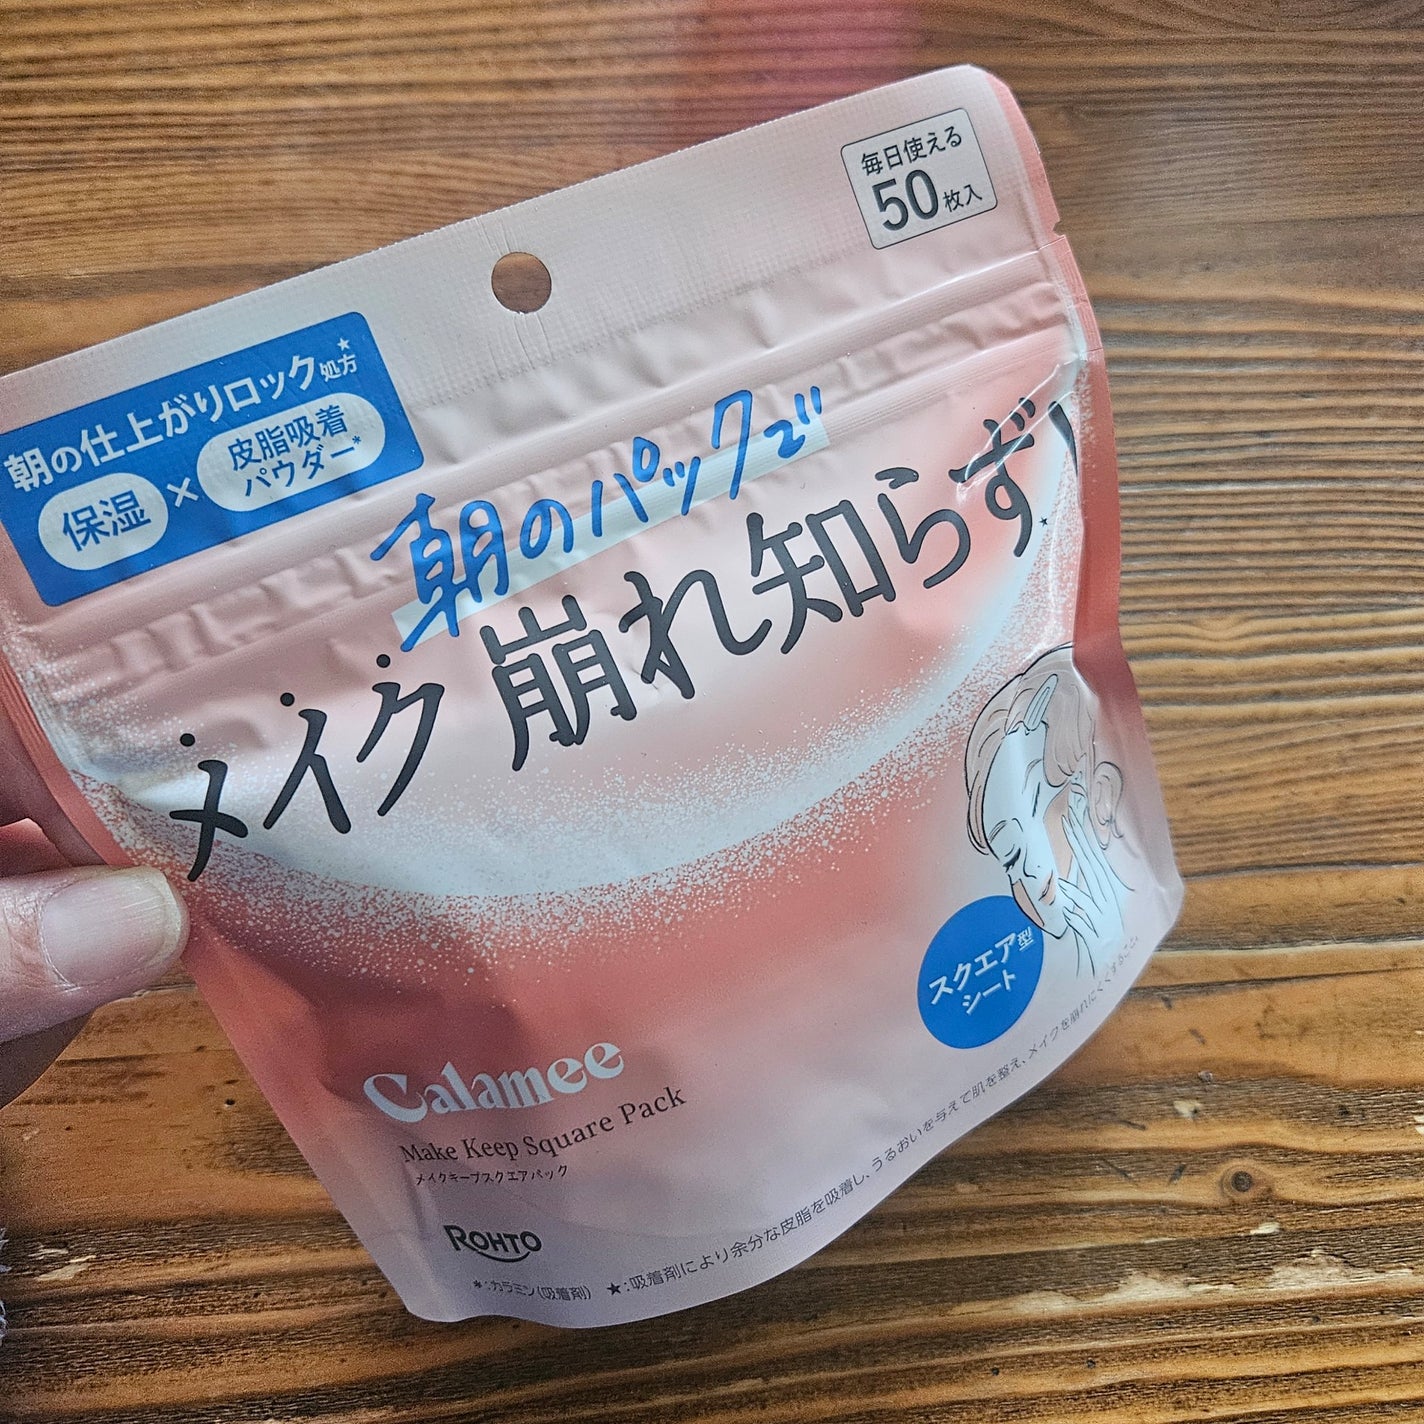 毎日使える
50枚入
朝の仕上がりロック処方★
保湿×皮脂吸着
パウダー*
朝のパックで
メイク崩れ知らず!
★
スクエア型
シート
Calamee
Make Keep Square Pack
メイクキープスクエアパック
ROHTO
*:カラミン(吸着剤) ★:吸着剤により余分な皮脂を吸着し、うるおいを与えて肌を整え、メイクを崩れにくくすること。